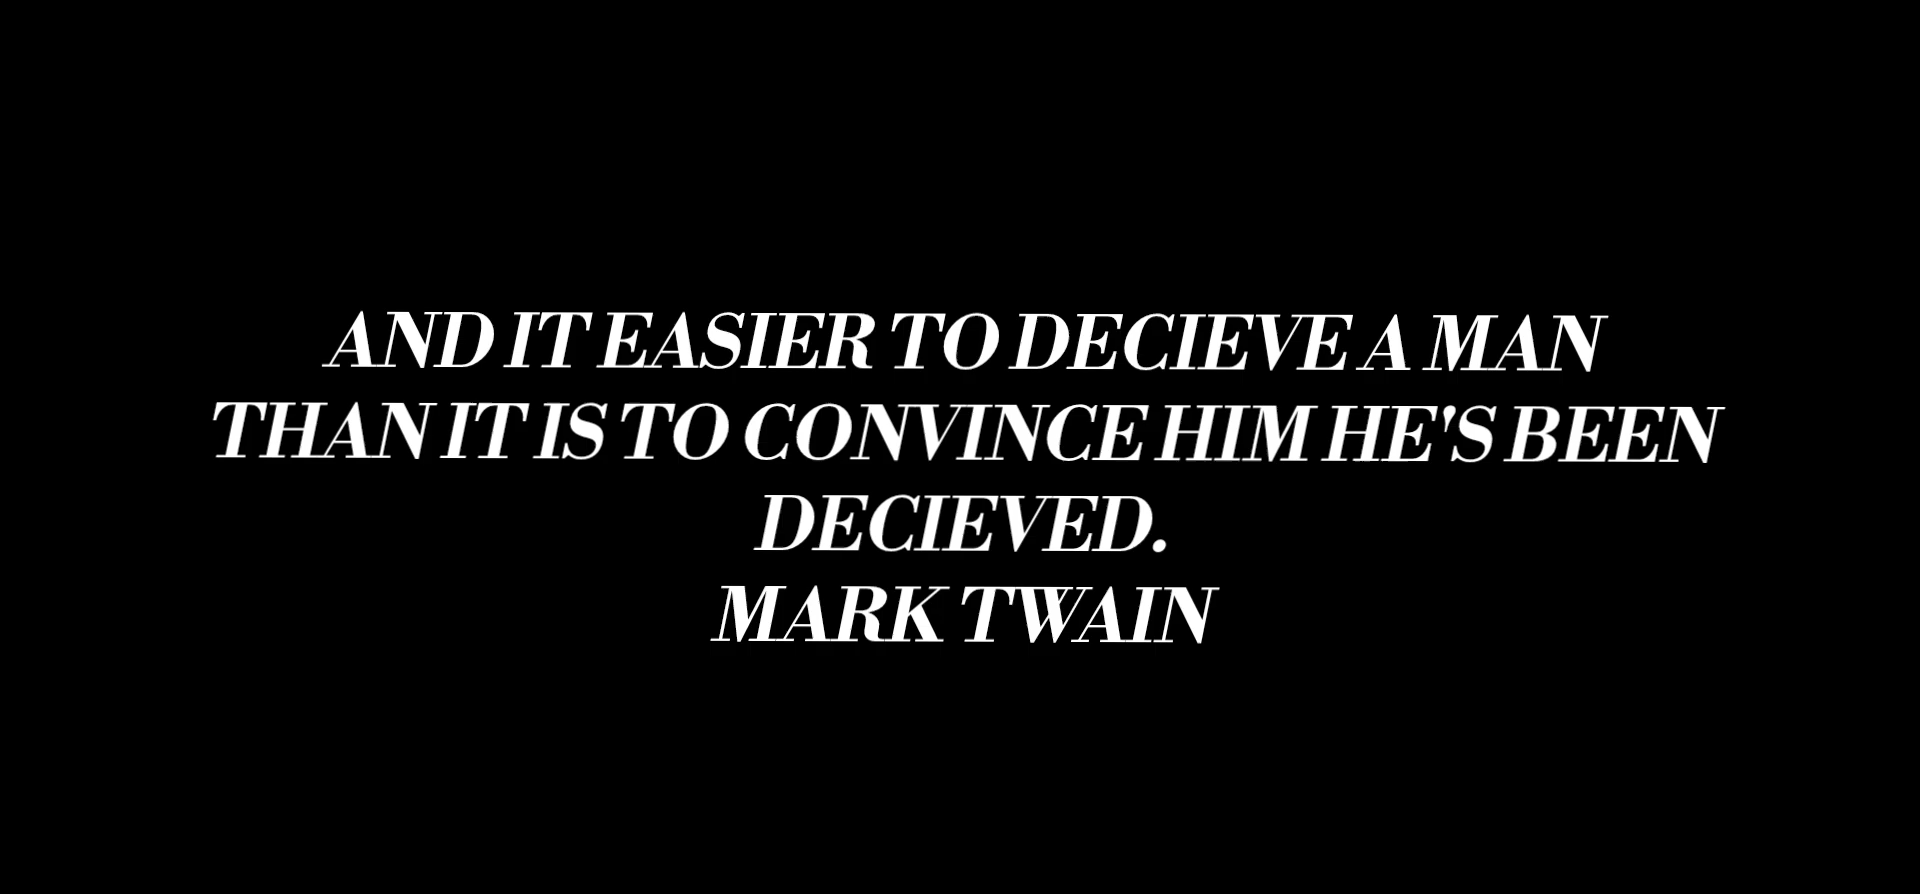 AND IT EASIER TO DECIEVE A MAN
THAN IT IS TO CONVINCE HIM HE'S BEEN
DECIEVED.
MARK TWAIN